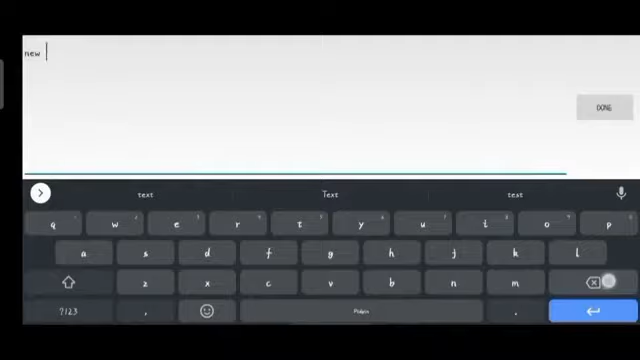 new
DONE
text Text text
q w e r t y u i o p
a s d f g h j k l
z x c v b n m
?123 , .